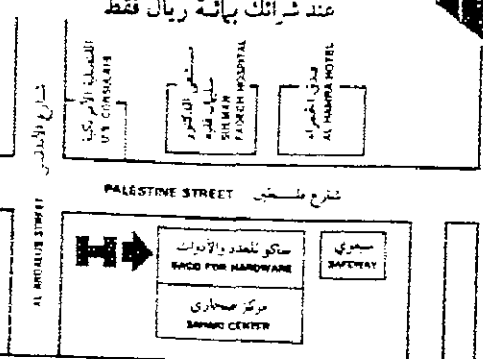 عند شرائك بمائة ريال فقط
القنصلية الأمريكية
U.S. CONSULATE
مستشفى الدكتور
سليمان فقيه
SULIMAN
FAKEEH HOSPITAL
فندق الحمراء
AL HAMRA HOTEL
شارع الأندلس
AL ANDALUS STREET
PALESTINE STREET شارع فلسطين
H
ساكو للعدد والأدوات
SACO FOR HARDWARE
سيفوي
SAFEWAY
مركز صحاري
SAHARI CENTER